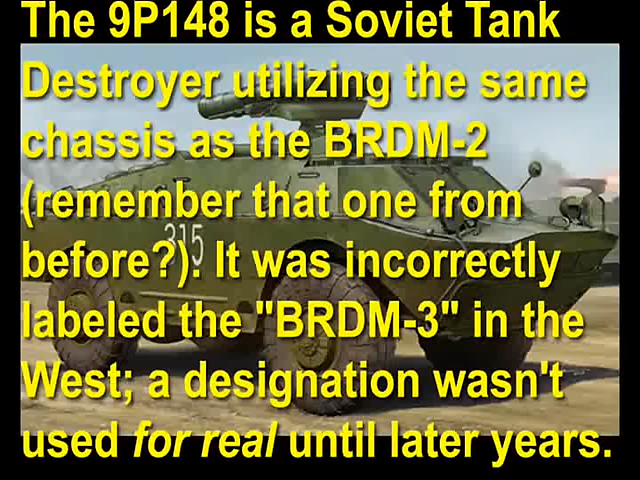 The 9P148 is a Soviet Tank
Destroyer utilizing the same
chassis as the BRDM-2
(remember that one from
before?). It was incorrectly
labeled the "BRDM-3" in the
West; a designation wasn't
used for real until later years.
315